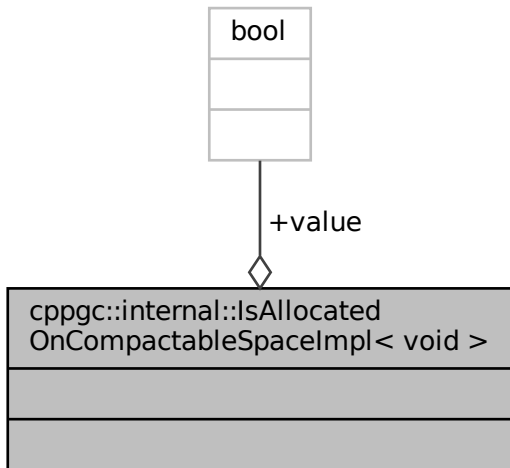 bool
+value
cppgc::internal::IsAllocated
OnCompactableSpaceImpl< void >